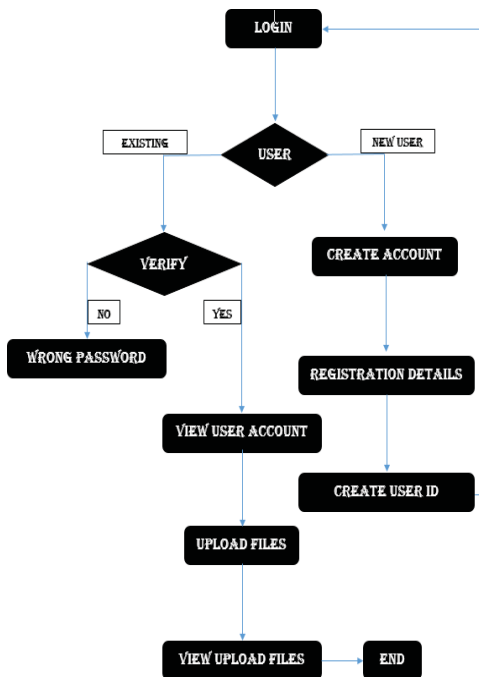 LOGIN
EXISTING
USER
NEW USER
VERIFY
CREATE ACCOUNT
NO
YES
WRONG PASSWORD
REGISTRATION DETAILS
VIEW USER ACCOUNT
CREATE USER ID
UPLOAD FILES
VIEW UPLOAD FILES
END